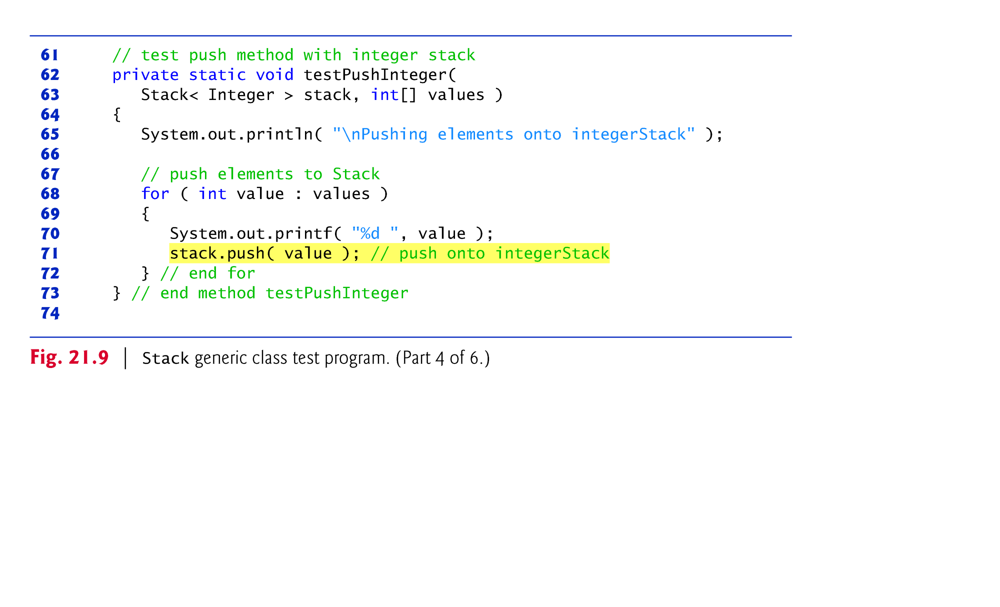 61 // test push method with integer stack
62 private static void testPushInteger(
63 Stack< Integer > stack, int[] values )
64 {
65 System.out.println( "\nPushing elements onto integerStack" );
66
67 // push elements to Stack
68 for ( int value : values )
69 {
70 System.out.printf( "%d ", value );
71 stack.push( value ); // push onto integerStack
72 } // end for
73 } // end method testPushInteger
74
Fig. 21.9 | Stack generic class test program. (Part 4 of 6.)